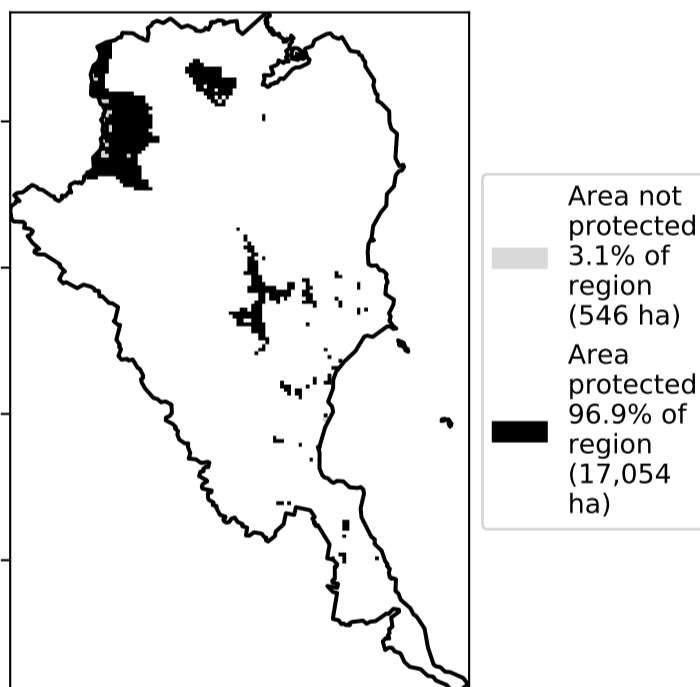 Area not
protected
3.1% of
region
(546 ha)
Area
protected
96.9% of
region
(17,054
ha)